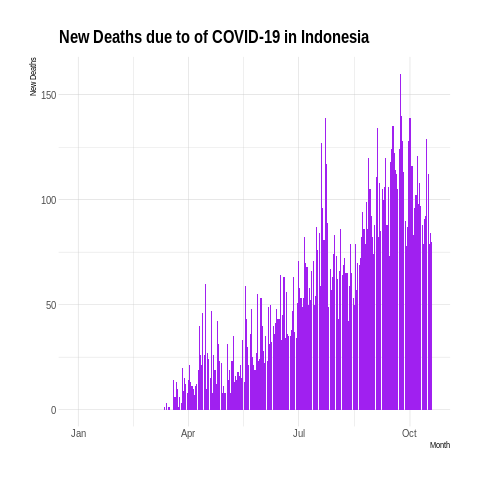 New Deaths due to of COVID-19 in Indonesia
New Deaths
150
100
50
0
Jan Apr Jul Oct
Month